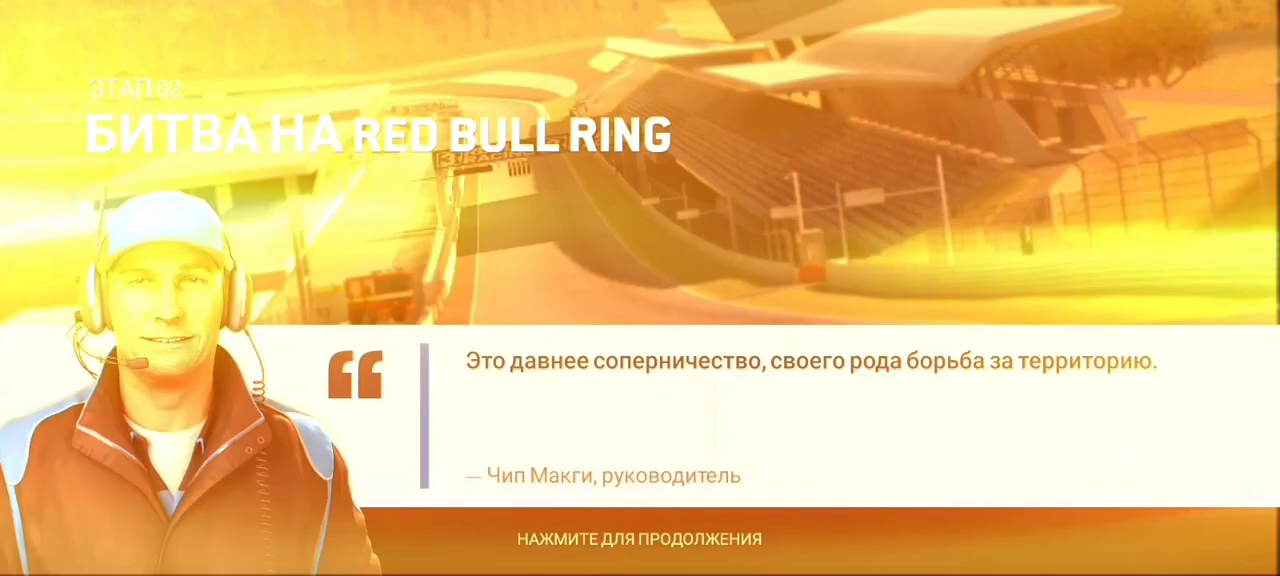 ЭТАП 02
БИТВА НА RED BULL RING
Это давнее соперничество, своего рода борьба за территорию.
— Чип Макги, руководитель
НАЖМИТЕ ДЛЯ ПРОДОЛЖЕНИЯ